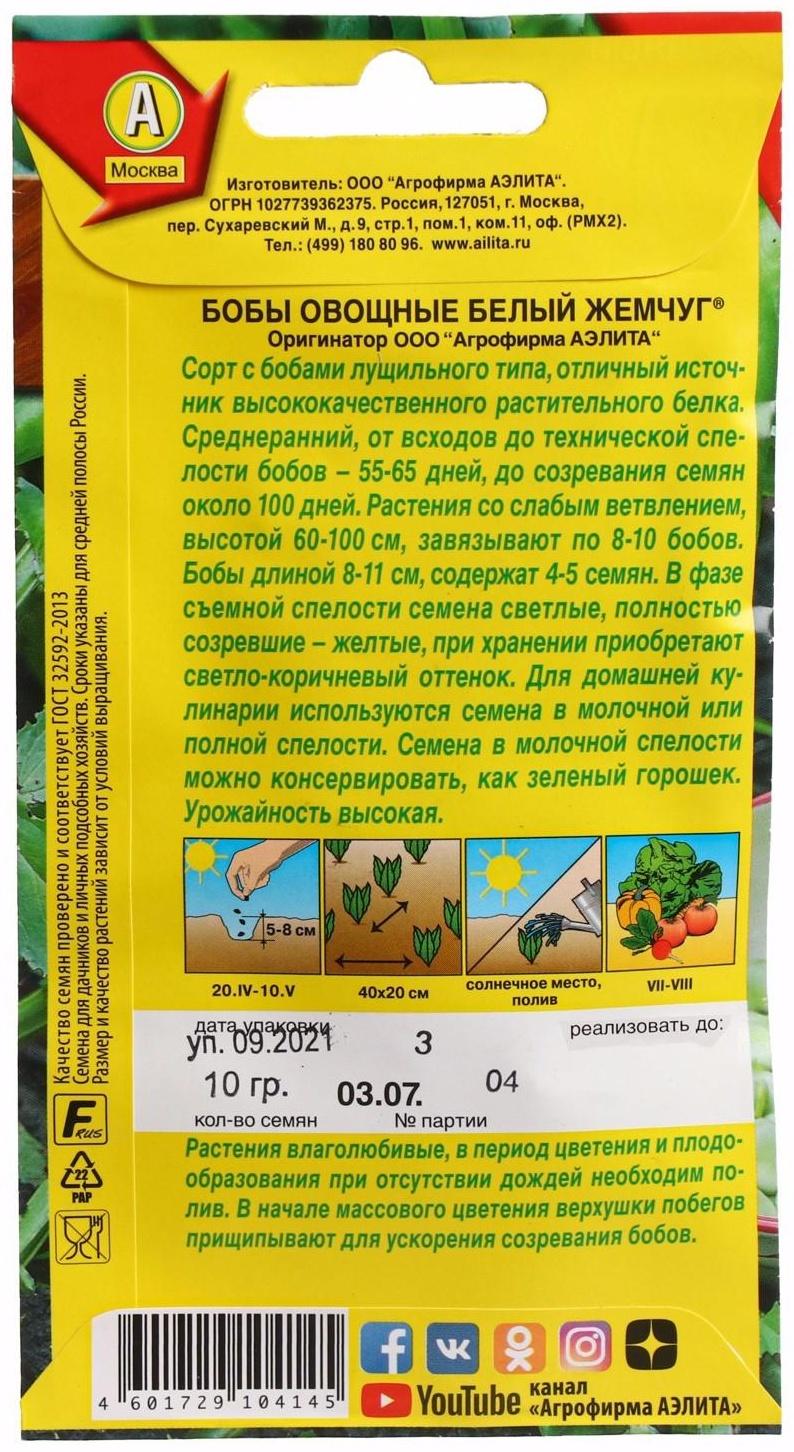 А
Москва
Изготовитель: ООО “Агрофирма АЭЛИТА“.
ОГРН 1027739362375. Россия,127051, г. Москва,
пер. Сухаревский М., д.9, стр.1, пом.1, ком.11, оф. (РМХ2).
Тел.: (499) 180 80 96. www.ailita.ru
БОБЫ ОВОЩНЫЕ БЕЛЫЙ ЖЕМЧУГ®
Оригинатор ООО “Агрофирма АЭЛИТА“
Сорт с бобами лущильного типа, отличный источ-
ник высококачественного растительного белка.
Среднеранний, от всходов до технической спе-
лости бобов – 55-65 дней, до созревания семян
около 100 дней. Растения со слабым ветвлением,
высотой 60-100 см, завязывают по 8-10 бобов.
Бобы длиной 8-11 см, содержат 4-5 семян. В фазе
съемной спелости семена светлые, полностью
созревшие – желтые, при хранении приобретают
светло-коричневый оттенок. Для домашней ку-
линарии используются семена в молочной или
полной спелости. Семена в молочной спелости
можно консервировать, как зеленый горошек.
Урожайность высокая.
5-8 см
20.IV-10.V
40х20 см
солнечное место,
полив
VII-VIII
дата упаковки
реализовать до:
уп. 09.2021 3
10 гр. 03.07. 04
кол-во семян № партии
Растения влаголюбивые, в период цветения и плодо-
образования при отсутствии дождей необходим по-
лив. В начале массового цветения верхушки побегов
прищипывают для ускорения созревания бобов.
Качество семян проверено и соответствует ГОСТ 32592-2013
Семена для дачников и личных подсобных хозяйств. Сроки указаны для средней полосы России.
Размер и качество растений зависит от условий выращивания.
F RUS
22
PAP
4 601729 104145
YouTube канал
«Агрофирма АЭЛИТА»